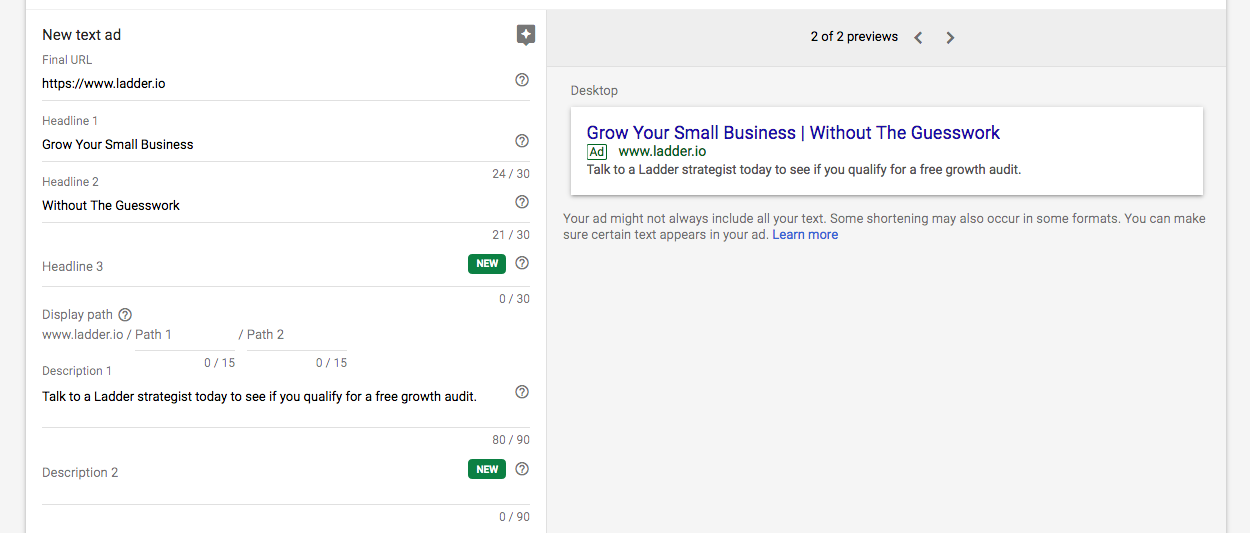 New text ad
Final URL
https://www.ladder.io
Headline 1
Grow Your Small Business
24 / 30
Headline 2
Without The Guesswork
21 / 30
Headline 3
NEW
0 / 30
Display path
www.ladder.io / Path 1 / Path 2
0 / 15 0 / 15
Description 1
Talk to a Ladder strategist today to see if you qualify for a free growth audit.
80 / 90
Description 2
NEW
0 / 90
2 of 2 previews
Desktop
Grow Your Small Business | Without The Guesswork
Ad www.ladder.io
Talk to a Ladder strategist today to see if you qualify for a free growth audit.
Your ad might not always include all your text. Some shortening may also occur in some formats. You can make
sure certain text appears in your ad. Learn more